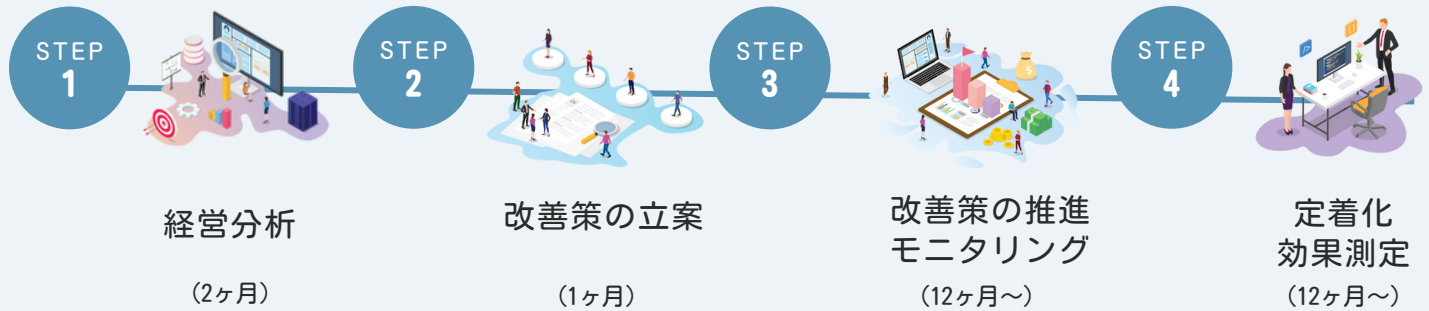 STEP
1
経営分析
（2ヶ月）
STEP
2
改善策の立案
（1ヶ月）
STEP
3
改善策の推進
モニタリング
（12ヶ月～）
STEP
4
定着化
効果測定
（12ヶ月～）